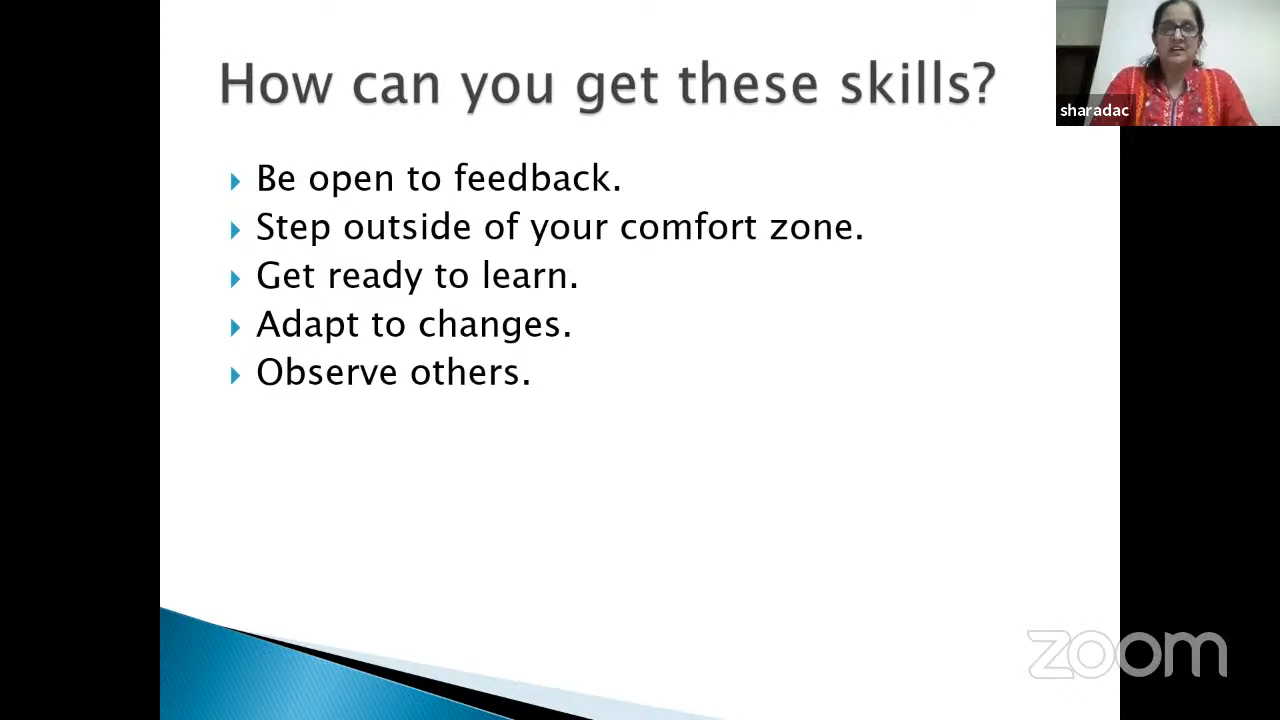 How can you get these skills?
Be open to feedback.
Step outside of your comfort zone.
Get ready to learn.
Adapt to changes.
Observe others.
sharadac
zoom